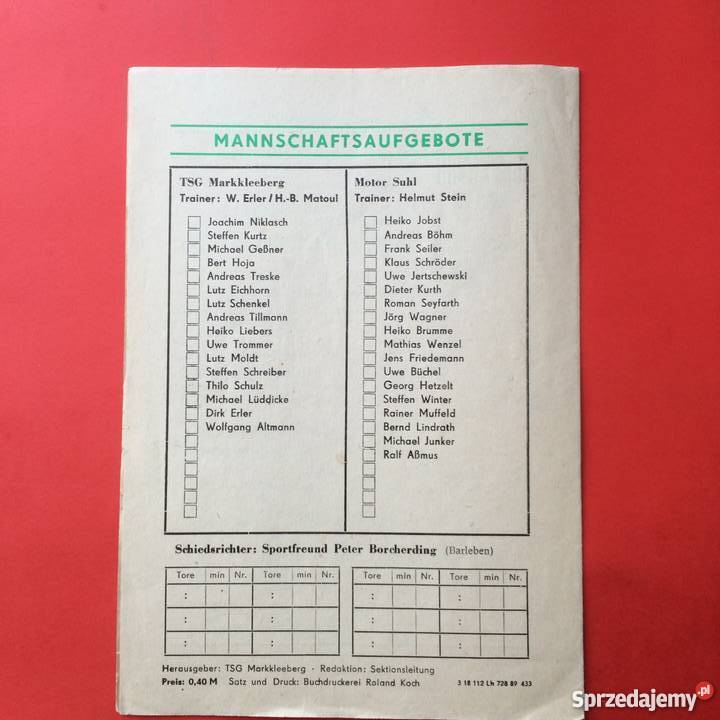 MANNSCHAFTSAUFGEBOTE
TSG Markkleeberg
Trainer: W. Erler / H.-B. Matoul
Joachim Niklasch
Steffen Kurtz
Michael Geßner
Bert Hoja
Andreas Treske
Lutz Eichhorn
Lutz Schenkel
Andreas Tillmann
Heiko Liebers
Uwe Trommer
Lutz Moldt
Steffen Schreiber
Thilo Schulz
Michael Lüddicke
Dirk Erler
Wolfgang Altmann
Motor Suhl
Trainer: Helmut Stein
Heiko Jobst
Andreas Böhm
Frank Seiler
Klaus Schröder
Uwe Jertschewski
Dieter Kurth
Roman Seyfarth
Jörg Wagner
Heiko Brumme
Mathias Wenzel
Jens Friedemann
Uwe Büchel
Georg Hetzelt
Steffen Winter
Rainer Muffeld
Bernd Lindrath
Michael Junker
Ralf Aßmus
Schiedsrichter: Sportfreund Peter Borcherding (Barleben)
Tore min Nr. Tore min Nr. Tore min Nr. Tore min Nr.
: : : :
: : : :
: : : :
Herausgeber: TSG Markkleeberg · Redaktion: Sektionsleitung
Preis: 0,40 M Satz und Druck: Buchdruckerei Roland Koch 3 18 112 Lh 728 89 433
Sprzedajemy.pl